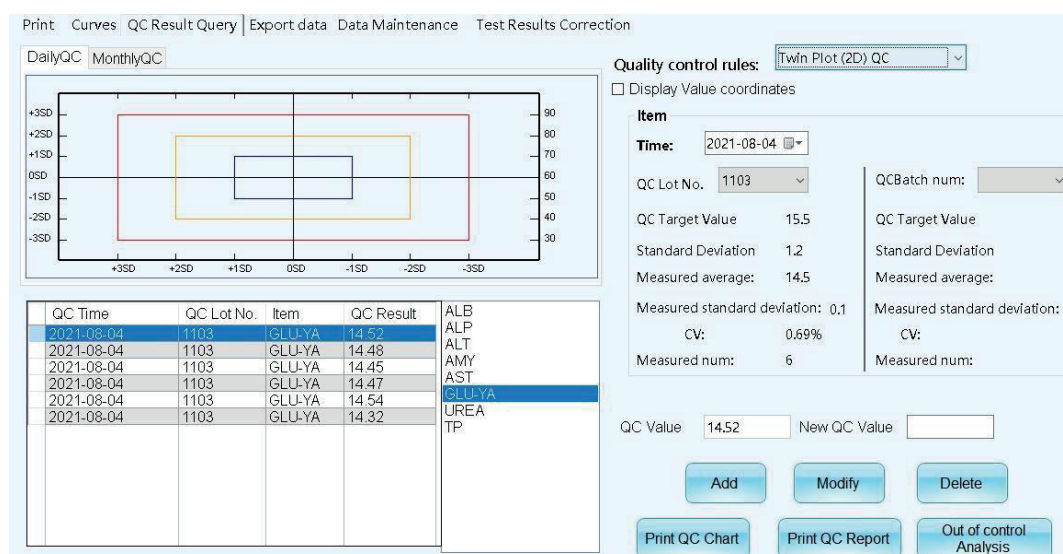 Print Curves QC Result Query Export data Data Maintenance Test Results Correction
DailyQC MonthlyQC
+3SD 90
+2SD 80
+1SD 70
0SD 60
-1SD 50
-2SD 40
-3SD 30
+3SD +2SD +1SD 0SD -1SD -2SD -3SD
QC Time QC Lot No. Item QC Result
2021-08-04 1103 GLU-YA 14.52
2021-08-04 1103 GLU-YA 14.48
2021-08-04 1103 GLU-YA 14.45
2021-08-04 1103 GLU-YA 14.47
2021-08-04 1103 GLU-YA 14.54
2021-08-04 1103 GLU-YA 14.32
ALB
ALP
ALT
AMY
AST
GLU-YA
UREA
TP
Quality control rules: Twin Plot (2D) QC
Display Value coordinates
Item
Time: 2021-08-04
QC Lot No. 1103 QCBatch num:
QC Target Value 15.5 QC Target Value
Standard Deviation 1.2 Standard Deviation
Measured average: 14.5 Measured average:
Measured standard deviation: 0.1 Measured standard deviation:
CV: 0.69% CV:
Measured num: 6 Measured num:
QC Value 14.52 New QC Value
Add Modify Delete
Print QC Chart Print QC Report Out of control
Analysis